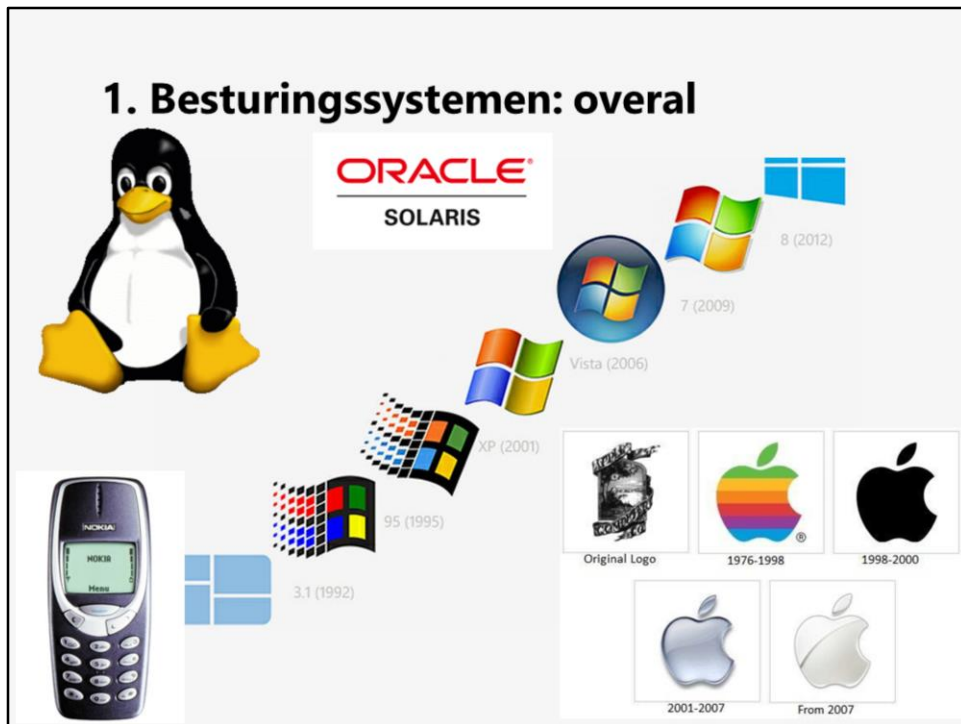 1. Besturingssystemen: overal
ORACLE®
SOLARIS
8 (2012)
7 (2009)
Vista (2006)
XP (2001)
95 (1995)
3.1 (1992)
NOKIA
NOKIA
Menu
Original Logo
®
1976-1998
1998-2000
2001-2007
From 2007